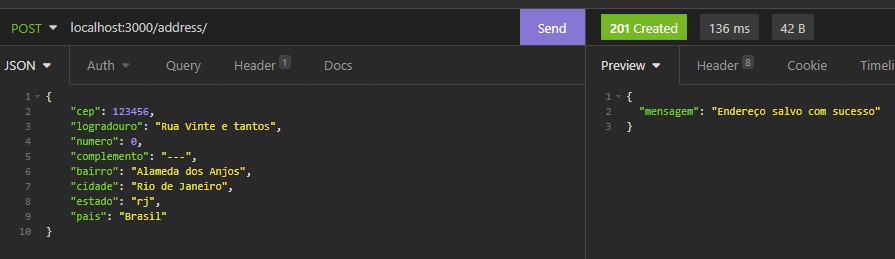 POST localhost:3000/address/ Send 201 Created 136 ms 42 B
JSON Auth Query Header 1 Docs Preview Header 8 Cookie Timeli
1 {
2 "cep": 123456,
3 "logradouro": "Rua Vinte e tantos",
4 "numero": 0,
5 "complemento": "---",
6 "bairro": "Alameda dos Anjos",
7 "cidade": "Rio de Janeiro",
8 "estado": "rj",
9 "pais": "Brasil"
10 }
1 {
2 "mensagem": "Endereço salvo com sucesso"
3 }